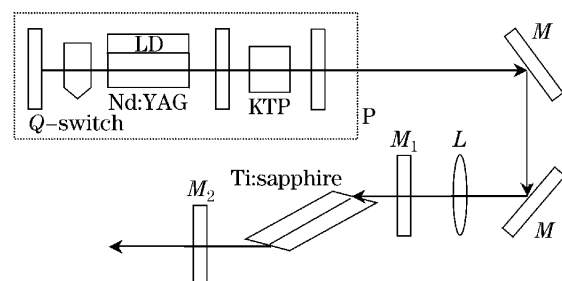 M
LD
Nd:YAG
KTP
Q-switch
P
M₁
L
Ti:sapphire
M₂
M